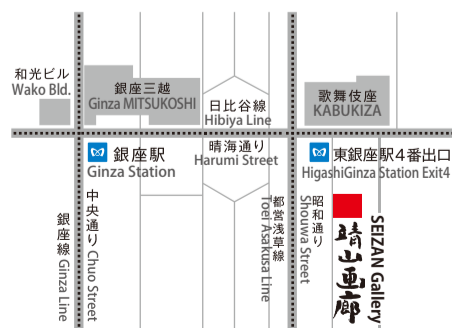 和光ビル
Wako Bldg.
銀座三越
Ginza MITSUKOSHI
日比谷線
Hibiya Line
歌舞伎座
KABUKIZA
晴海通り
Harumi Street
銀座駅
Ginza Station
東銀座駅4番出口
HigashiGinza Station Exit4
銀座線 Ginza Line
中央通り Chuo Street
都営浅草線
Toei Asakusa Line
昭和通り
Shouwa Street
晴山画廊
SEIZAN Gallery